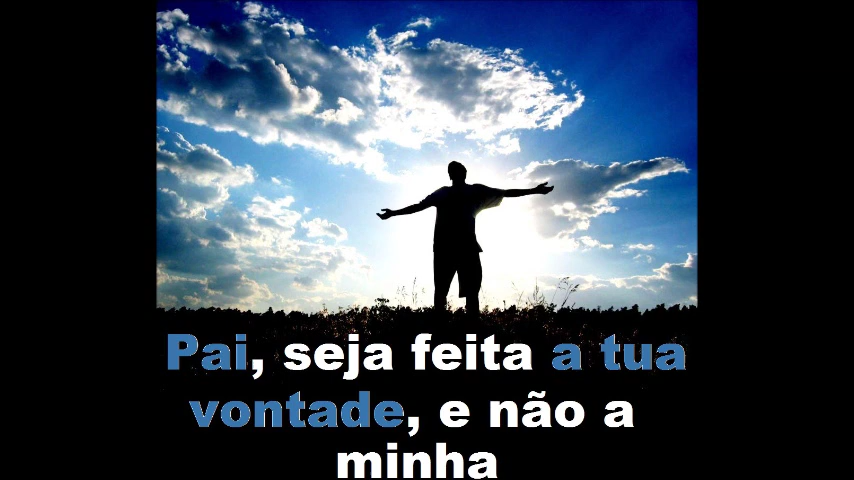 Pai, seja feita a tua
vontade, e não a
minha